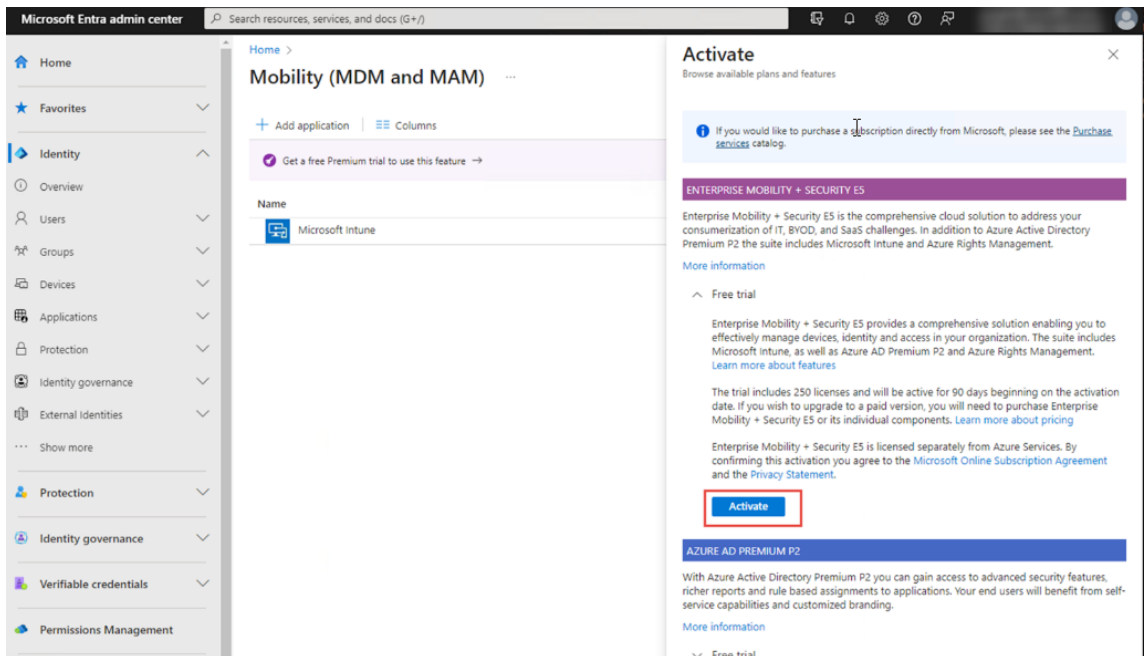 Microsoft Entra admin center
Search resources, services, and docs (G+/)
Home
Favorites
Identity
Overview
Users
Groups
Devices
Applications
Protection
Identity governance
External Identities
Show more
Protection
Identity governance
Verifiable credentials
Permissions Management
Home >
Mobility (MDM and MAM) ...
+ Add application
Columns
Get a free Premium trial to use this feature →
Name
Microsoft Intune
Activate
Browse available plans and features
If you would like to purchase a subscription directly from Microsoft, please see the Purchase
services catalog.
ENTERPRISE MOBILITY + SECURITY E5
Enterprise Mobility + Security E5 is the comprehensive cloud solution to address your
consumerization of IT, BYOD, and SaaS challenges. In addition to Azure Active Directory
Premium P2 the suite includes Microsoft Intune and Azure Rights Management.
More information
Free trial
Enterprise Mobility + Security E5 provides a comprehensive solution enabling you to
effectively manage devices, identity and access in your organization. The suite includes
Microsoft Intune, as well as Azure AD Premium P2 and Azure Rights Management.
Learn more about features
The trial includes 250 licenses and will be active for 90 days beginning on the activation
date. If you wish to upgrade to a paid version, you will need to purchase Enterprise
Mobility + Security E5 or its individual components. Learn more about pricing
Enterprise Mobility + Security E5 is licensed separately from Azure Services. By
confirming this activation you agree to the Microsoft Online Subscription Agreement
and the Privacy Statement.
Activate
AZURE AD PREMIUM P2
With Azure Active Directory Premium P2 you can gain access to advanced security features,
richer reports and rule based assignments to applications. Your end users will benefit from self-
service capabilities and customized branding.
More information
Free trial